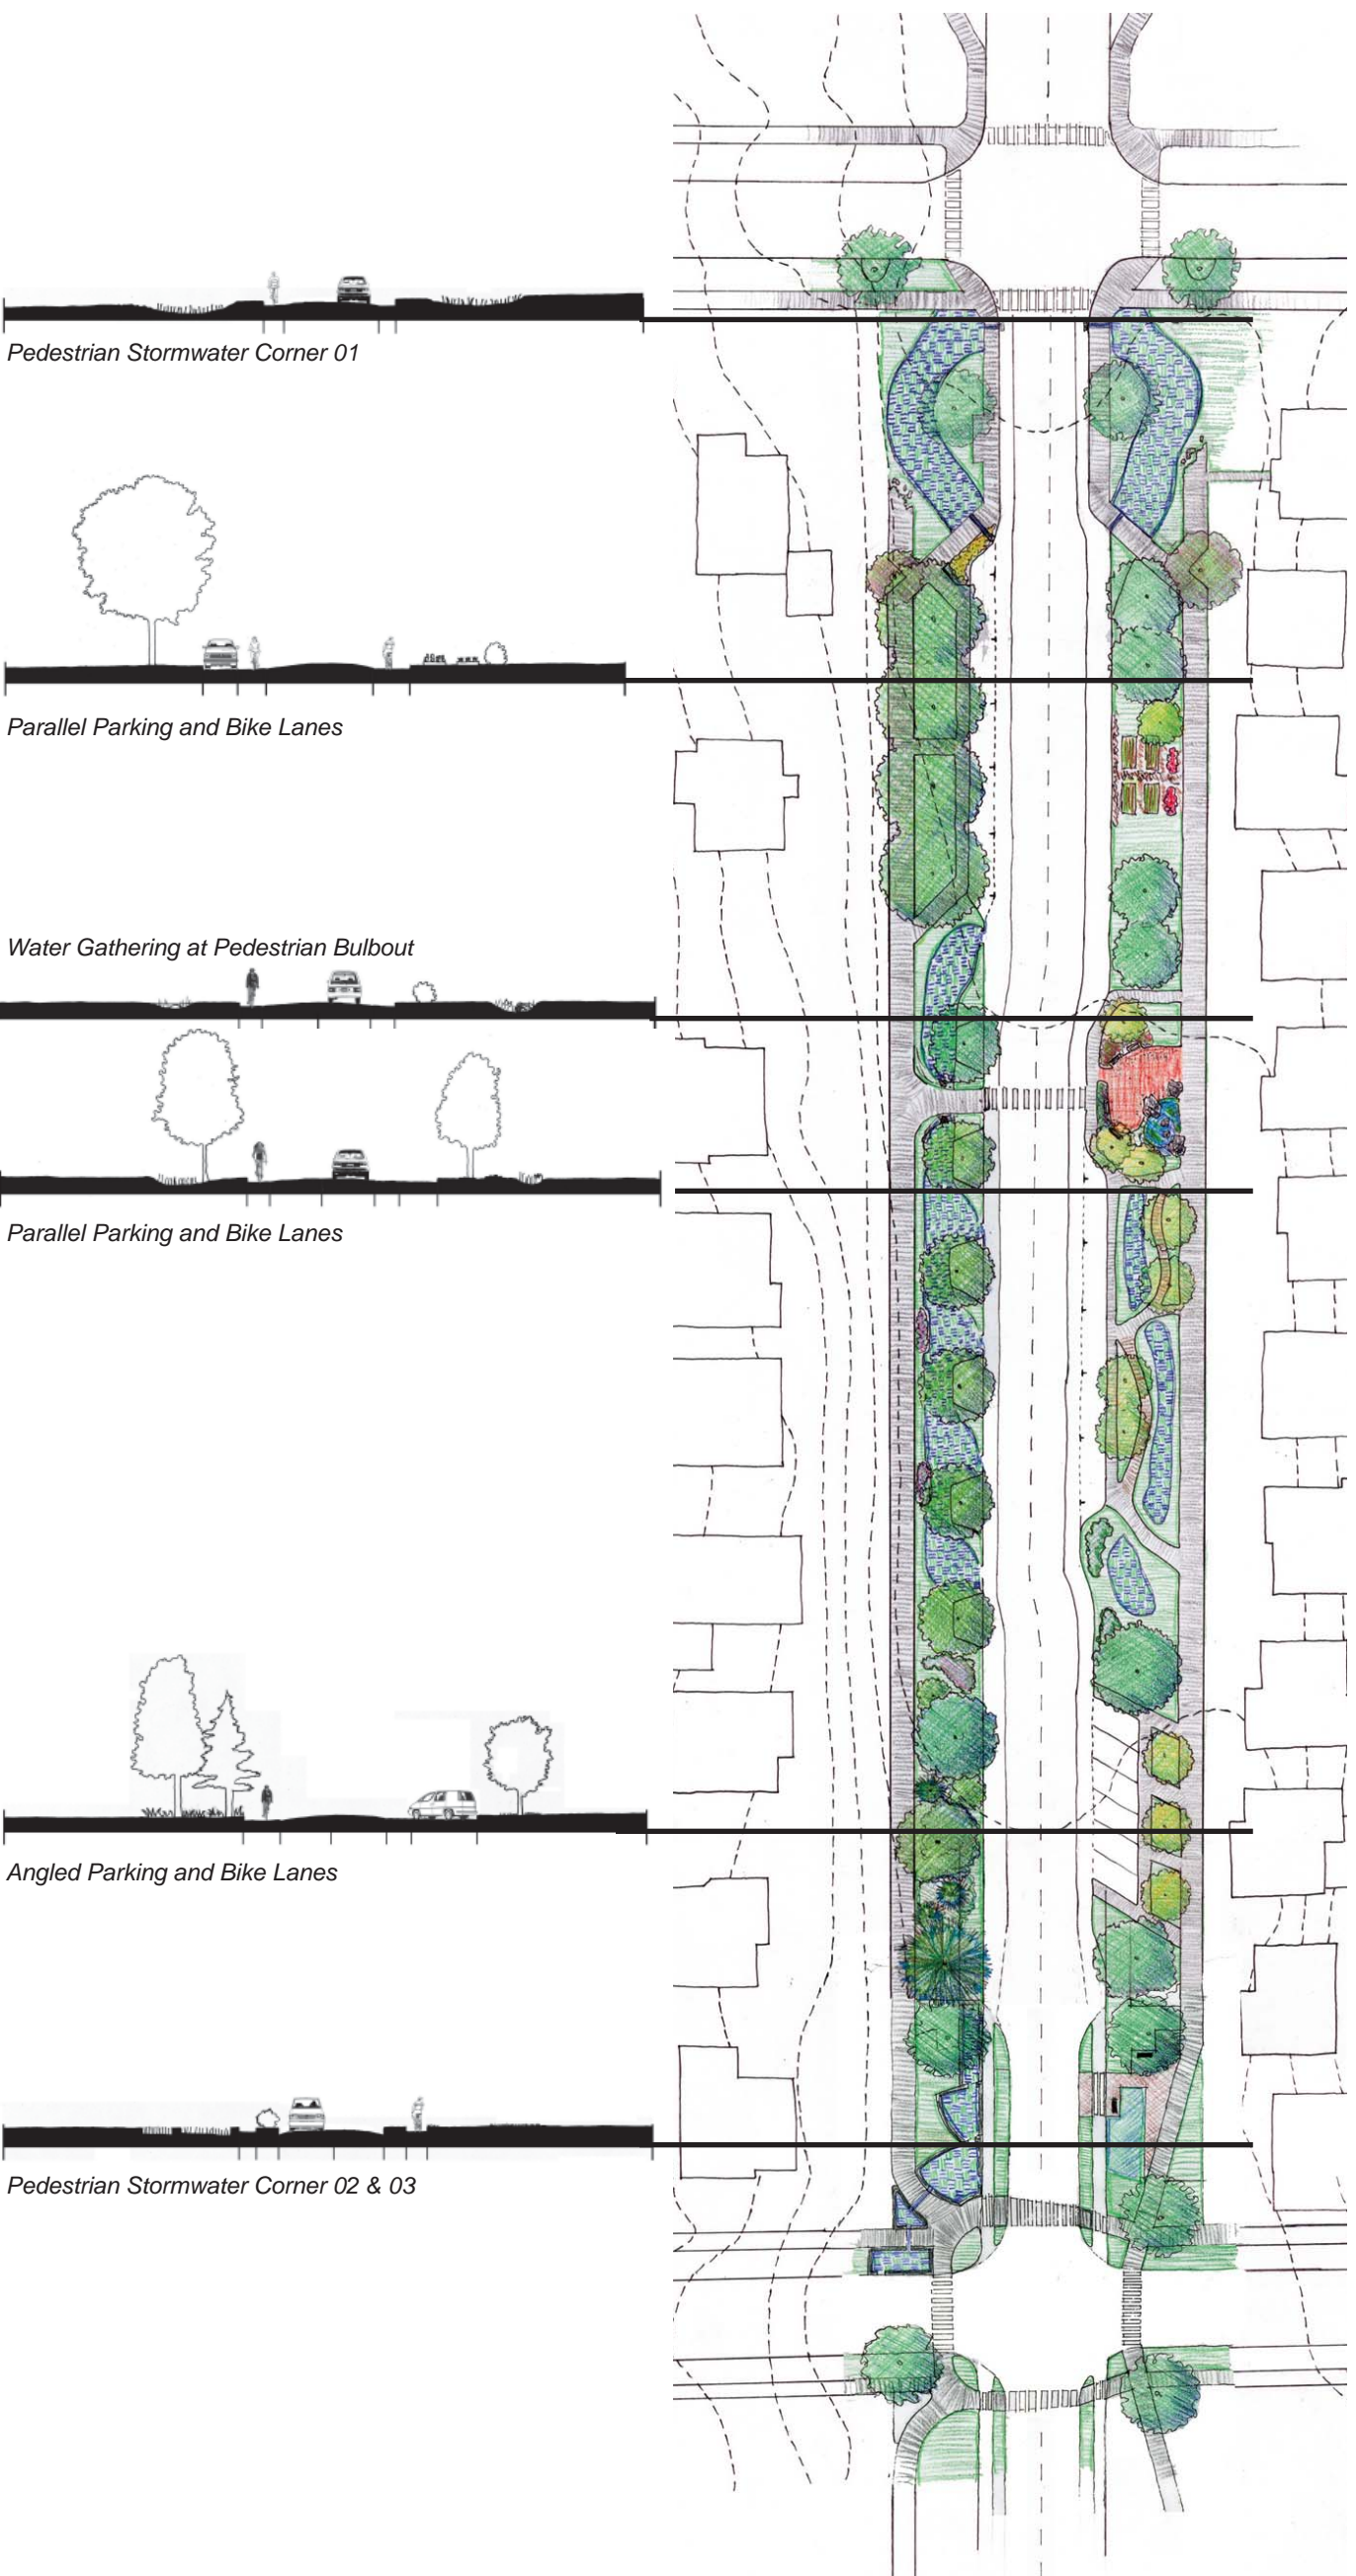 Pedestrian Stormwater Corner 01
Parallel Parking and Bike Lanes
Water Gathering at Pedestrian Bulbout
Parallel Parking and Bike Lanes
Angled Parking and Bike Lanes
Pedestrian Stormwater Corner 02 & 03